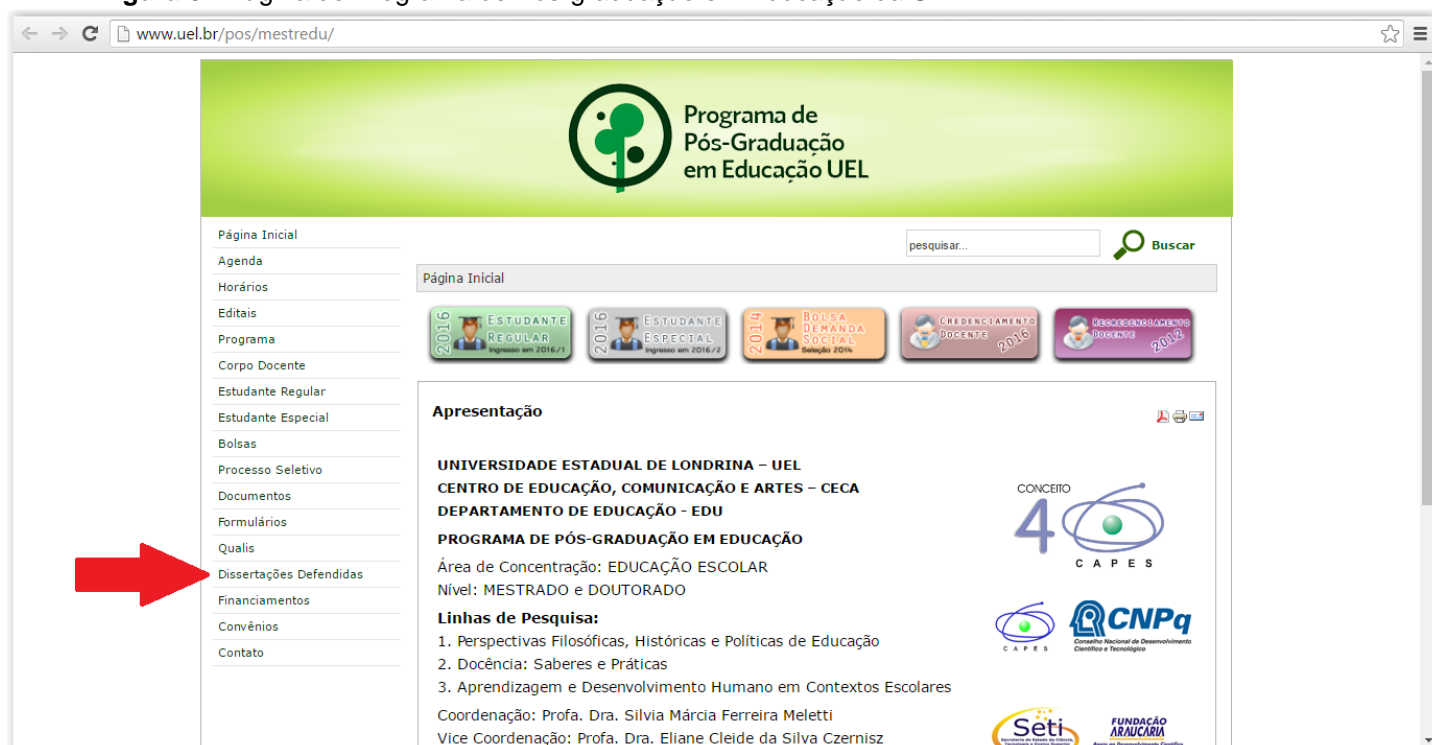 www.uel.br/pos/mestredu/
Programa de
Pós-Graduação
em Educação UEL
Página Inicial
Agenda
Horários
Editais
Programa
Corpo Docente
Estudante Regular
Estudante Especial
Bolsas
Processo Seletivo
Documentos
Formulários
Qualis
Dissertações Defendidas
Financiamentos
Convênios
Contato
pesquisar...
Buscar
Página Inicial
2016
ESTUDANTE
REGULAR
Ingresso em 2016/1
2016
ESTUDANTE
ESPECIAL
Ingresso em 2016/2
2014
BOLSA
DEMANDA
SOCIAL
Seleção 2014
CREDENCIAMENTO
DOCENTE
2016
RECREDENCIAMENTO
DOCENTE
2012
Apresentação
UNIVERSIDADE ESTADUAL DE LONDRINA – UEL
CENTRO DE EDUCAÇÃO, COMUNICAÇÃO E ARTES – CECA
DEPARTAMENTO DE EDUCAÇÃO - EDU
PROGRAMA DE PÓS-GRADUAÇÃO EM EDUCAÇÃO
Área de Concentração: EDUCAÇÃO ESCOLAR
Nível: MESTRADO e DOUTORADO
Linhas de Pesquisa:
1. Perspectivas Filosóficas, Históricas e Políticas de Educação
2. Docência: Saberes e Práticas
3. Aprendizagem e Desenvolvimento Humano em Contextos Escolares
Coordenação: Profa. Dra. Silvia Márcia Ferreira Meletti
Vice Coordenação: Profa. Dra. Eliane Cleide da Silva Czernisz
CONCEITO
4
CAPES
CAPES
CNPq
Conselho Nacional de Desenvolvimento
Científico e Tecnológico
Seti
FUNDAÇÃO
ARAUCÁRIA